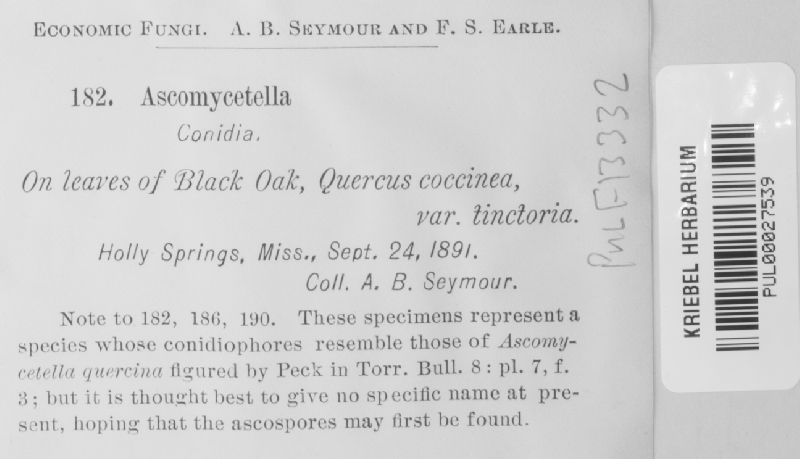 ECONOMIC FUNGI. A. B. SEYMOUR AND F. S. EARLE.
182. Ascomycetella
Conidia.
On leaves of Black Oak, Quercus coccinea,
var. tinctoria.
Holly Springs, Miss., Sept. 24, 1891.
Coll. A. B. Seymour.
Note to 182, 186, 190. These specimens represent a
species whose conidiophores resemble those of Ascomy-
cetella quercina figured by Peck in Torr. Bull. 8 : pl. 7, f.
3 ; but it is thought best to give no specific name at pre-
sent, hoping that the ascospores may first be found.
PUL F13332
KRIEBEL HERBARIUM
PUL00027539